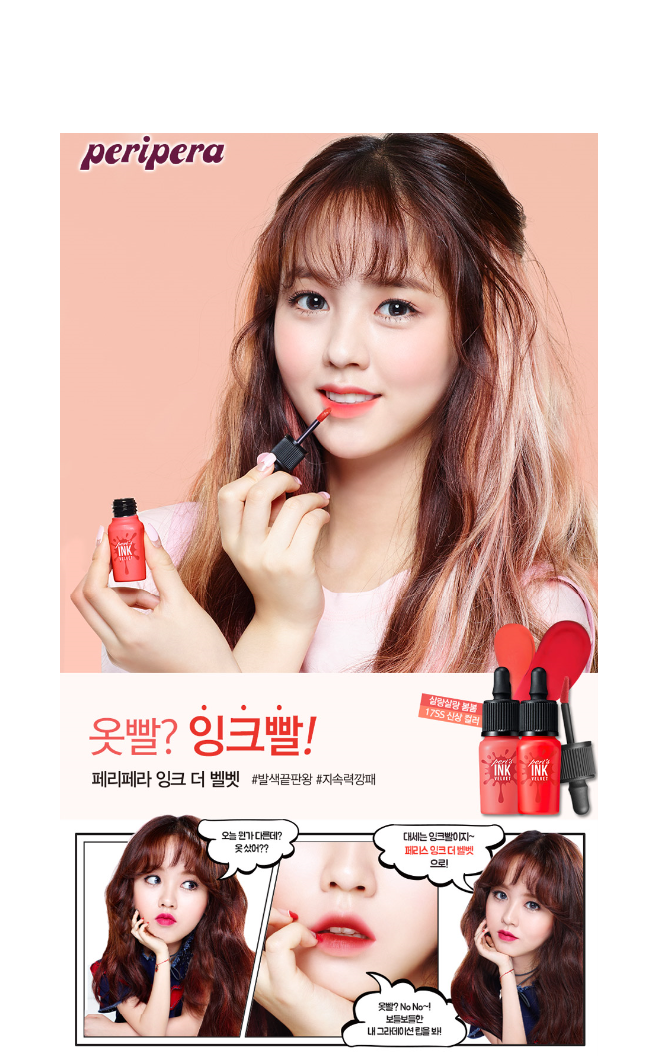 peripera
peri's
INK
VELVET
살랑살랑 봄봄
17SS 신상 컬러
옷빨? 잉크빨!
페리페라 잉크 더 벨벳 #발색끝판왕 #지속력깡패
peri's
INK
VELVET
peri's
INK
VELVET
오늘 뭔가 다른데?
옷 샀어??
대세는 잉크빨이지~
페리스 잉크 더 벨벳
으로!
옷빨? No No~!
보들보들한
내 그라데이션 립을 봐!